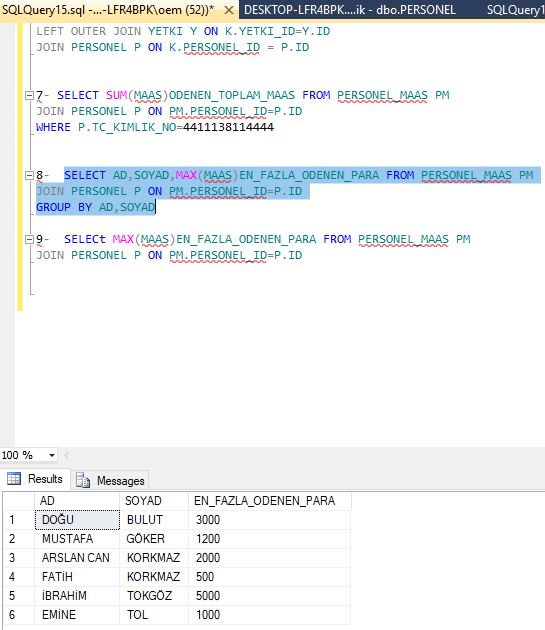 SQLQuery15.sql -...-LFR4BPK\oem (52))* × DESKTOP-LFR4BPK....ik - dbo.PERSONEL SQLQuery1
LEFT OUTER JOIN YETKI Y ON K.YETKI_ID=Y.ID
JOIN PERSONEL P ON K.PERSONEL_ID = P.ID
7- SELECT SUM(MAAS)ODENEN_TOPLAM_MAAS FROM PERSONEL_MAAS PM
JOIN PERSONEL P ON PM.PERSONEL_ID=P.ID
WHERE P.TC_KIMLIK_NO=4411138114444
8- SELECT AD,SOYAD,MAX(MAAS)EN_FAZLA_ODENEN_PARA FROM PERSONEL_MAAS PM
JOIN PERSONEL P ON PM.PERSONEL_ID=P.ID
GROUP BY AD,SOYAD
9- SELECt MAX(MAAS)EN_FAZLA_ODENEN_PARA FROM PERSONEL_MAAS PM
JOIN PERSONEL P ON PM.PERSONEL_ID=P.ID
100 %
Results Messages
AD SOYAD EN_FAZLA_ODENEN_PARA
1 DOĞU BULUT 3000
2 MUSTAFA GÖKER 1200
3 ARSLAN CAN KORKMAZ 2000
4 FATİH KORKMAZ 500
5 İBRAHİM TOKGÖZ 5000
6 EMİNE TOL 1000